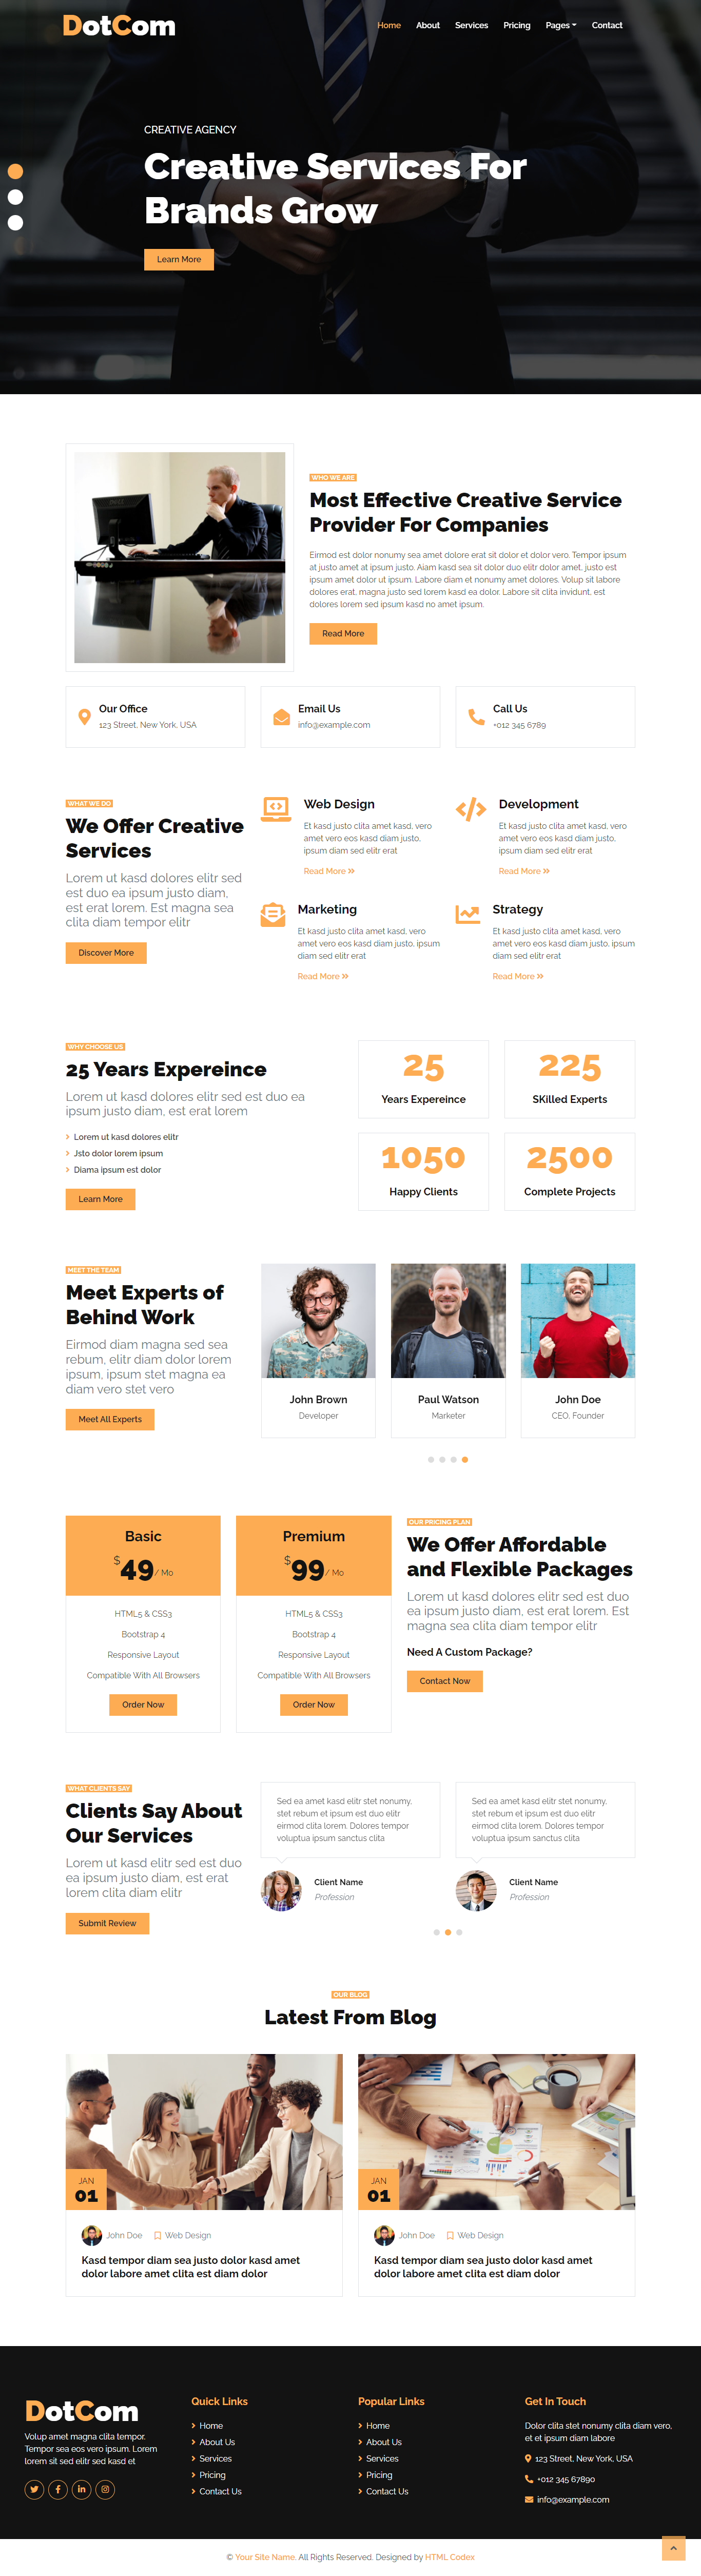 DotCom
Home About Services Pricing Pages Contact
CREATIVE AGENCY
Creative Services For
Brands Grow
Learn More
WHO WE ARE
Most Effective Creative Service
Provider For Companies
Eirmod est dolor nonumy sea amet dolore erat sit dolor et dolor vero. Tempor ipsum
at justo amet at ipsum justo. Aiam kasd sea sit dolor duo elitr dolor amet, justo est
ipsum amet dolor ut ipsum. Labore diam et nonumy amet dolores. Volup sit labore
dolores erat, magna justo sed lorem kasd ea dolor. Labore sit clita invidunt, est
dolores lorem sed ipsum kasd no amet ipsum.
Read More
Our Office
123 Street, New York, USA
Email Us
info@example.com
Call Us
+012 345 6789
WHAT WE DO
We Offer Creative
Services
Lorem ut kasd dolores elitr sed
est duo ea ipsum justo diam,
est erat lorem. Est magna sea
clita diam tempor elitr
Discover More
Web Design
Et kasd justo clita amet kasd, vero
amet vero eos kasd diam justo,
ipsum diam sed elitr erat
Read More
Development
Et kasd justo clita amet kasd, vero
amet vero eos kasd diam justo,
ipsum diam sed elitr erat
Read More
Marketing
Et kasd justo clita amet kasd, vero
amet vero eos kasd diam justo, ipsum
diam sed elitr erat
Read More
Strategy
Et kasd justo clita amet kasd, vero
amet vero eos kasd diam justo, ipsum
diam sed elitr erat
Read More
WHY CHOOSE US
25 Years Expereince
Lorem ut kasd dolores elitr sed est duo ea
ipsum justo diam, est erat lorem
Lorem ut kasd dolores elitr
Jsto dolor lorem ipsum
Diama ipsum est dolor
Learn More
25
Years Expereince
225
SKilled Experts
1050
Happy Clients
2500
Complete Projects
MEET THE TEAM
Meet Experts of
Behind Work
Eirmod diam magna sed sea
rebum, elitr diam dolor lorem
ipsum, ipsum stet magna ea
diam vero stet vero
Meet All Experts
John Brown
Developer
Paul Watson
Marketer
John Doe
CEO, Founder
Basic
$49/ Mo
HTML5 & CSS3
Bootstrap 4
Responsive Layout
Compatible With All Browsers
Order Now
Premium
$99/ Mo
HTML5 & CSS3
Bootstrap 4
Responsive Layout
Compatible With All Browsers
Order Now
OUR PRICING PLAN
We Offer Affordable
and Flexible Packages
Lorem ut kasd dolores elitr sed est duo
ea ipsum justo diam, est erat lorem. Est
magna sea clita diam tempor elitr
Need A Custom Package?
Contact Now
WHAT CLIENTS SAY
Clients Say About
Our Services
Lorem ut kasd elitr sed est duo
ea ipsum justo diam, est erat
lorem clita diam elitr
Submit Review
Sed ea amet kasd elitr stet nonumy,
stet rebum et ipsum est duo elitr
eirmod clita lorem. Dolores tempor
voluptua ipsum sanctus clita
Client Name
Profession
Sed ea amet kasd elitr stet nonumy,
stet rebum et ipsum est duo elitr
eirmod clita lorem. Dolores tempor
voluptua ipsum sanctus clita
Client Name
Profession
OUR BLOG
Latest From Blog
JAN
01
John Doe Web Design
Kasd tempor diam sea justo dolor kasd amet
dolor labore amet clita est diam dolor
JAN
01
John Doe Web Design
Kasd tempor diam sea justo dolor kasd amet
dolor labore amet clita est diam dolor
DotCom
Volup amet magna clita tempor.
Tempor sea eos vero ipsum. Lorem
lorem sit sed elitr sed kasd et
Quick Links
Home
About Us
Services
Pricing
Contact Us
Popular Links
Home
About Us
Services
Pricing
Contact Us
Get In Touch
Dolor clita stet nonumy clita diam vero,
et et ipsum diam labore
123 Street, New York, USA
+012 345 67890
info@example.com
© Your Site Name. All Rights Reserved. Designed by HTML Codex